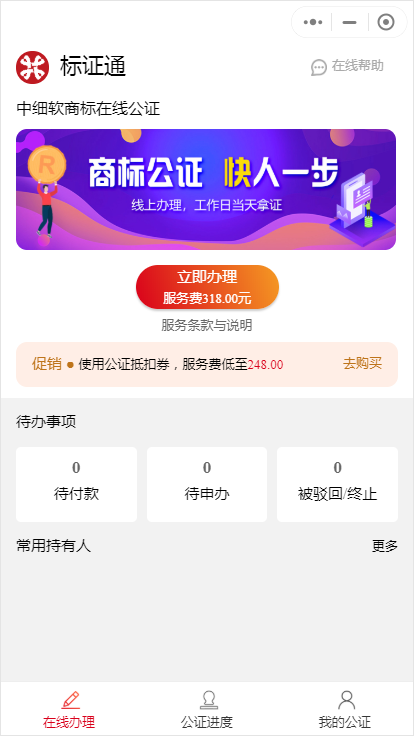 标证通
在线帮助
中细软商标在线公证
R
商标公证 快人一步
线上办理，工作日当天拿证
立即办理
服务费318.00元
服务条款与说明
促销 ● 使用公证抵扣券，服务费低至248.00 去购买
待办事项
0 0 0
待付款 待申办 被驳回/终止
常用持有人 更多
在线办理 公证进度 我的公证